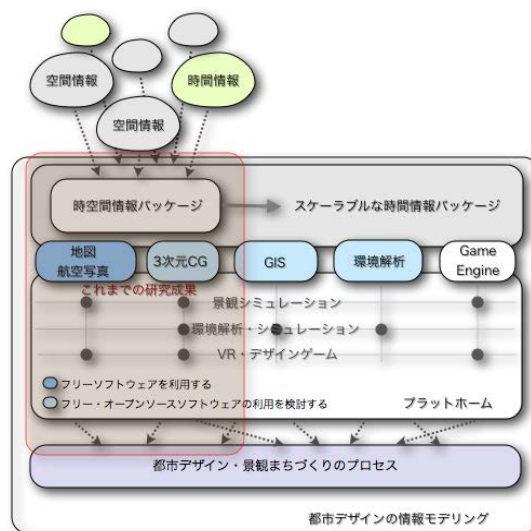 空間情報
時間情報
空間情報
時空間情報パッケージ
スケーラブルな時間情報パッケージ
地図
航空写真
3次元CG
GIS
環境解析
Game
Engine
これまでの研究成果
景観シミュレーション
環境解析・シミュレーション
VR・デザインゲーム
フリーソフトウェアを利用する
フリー・オープンソースソフトウェアの利用を検討する
プラットホーム
都市デザイン・景観まちづくりのプロセス
都市デザインの情報モデリング